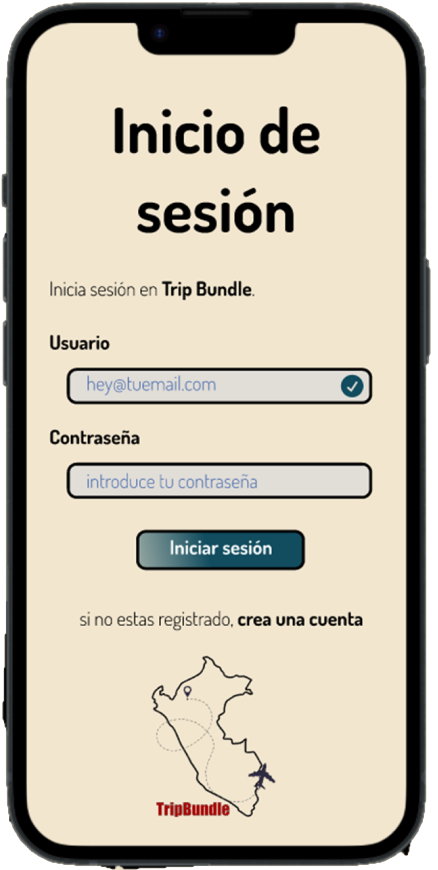 Inicio de
sesión
Inicia sesión en Trip Bundle.
Usuario
hey@tuemail.com
Contraseña
introduce tu contraseña
Iniciar sesión
si no estas registrado, crea una cuenta
TripBundle